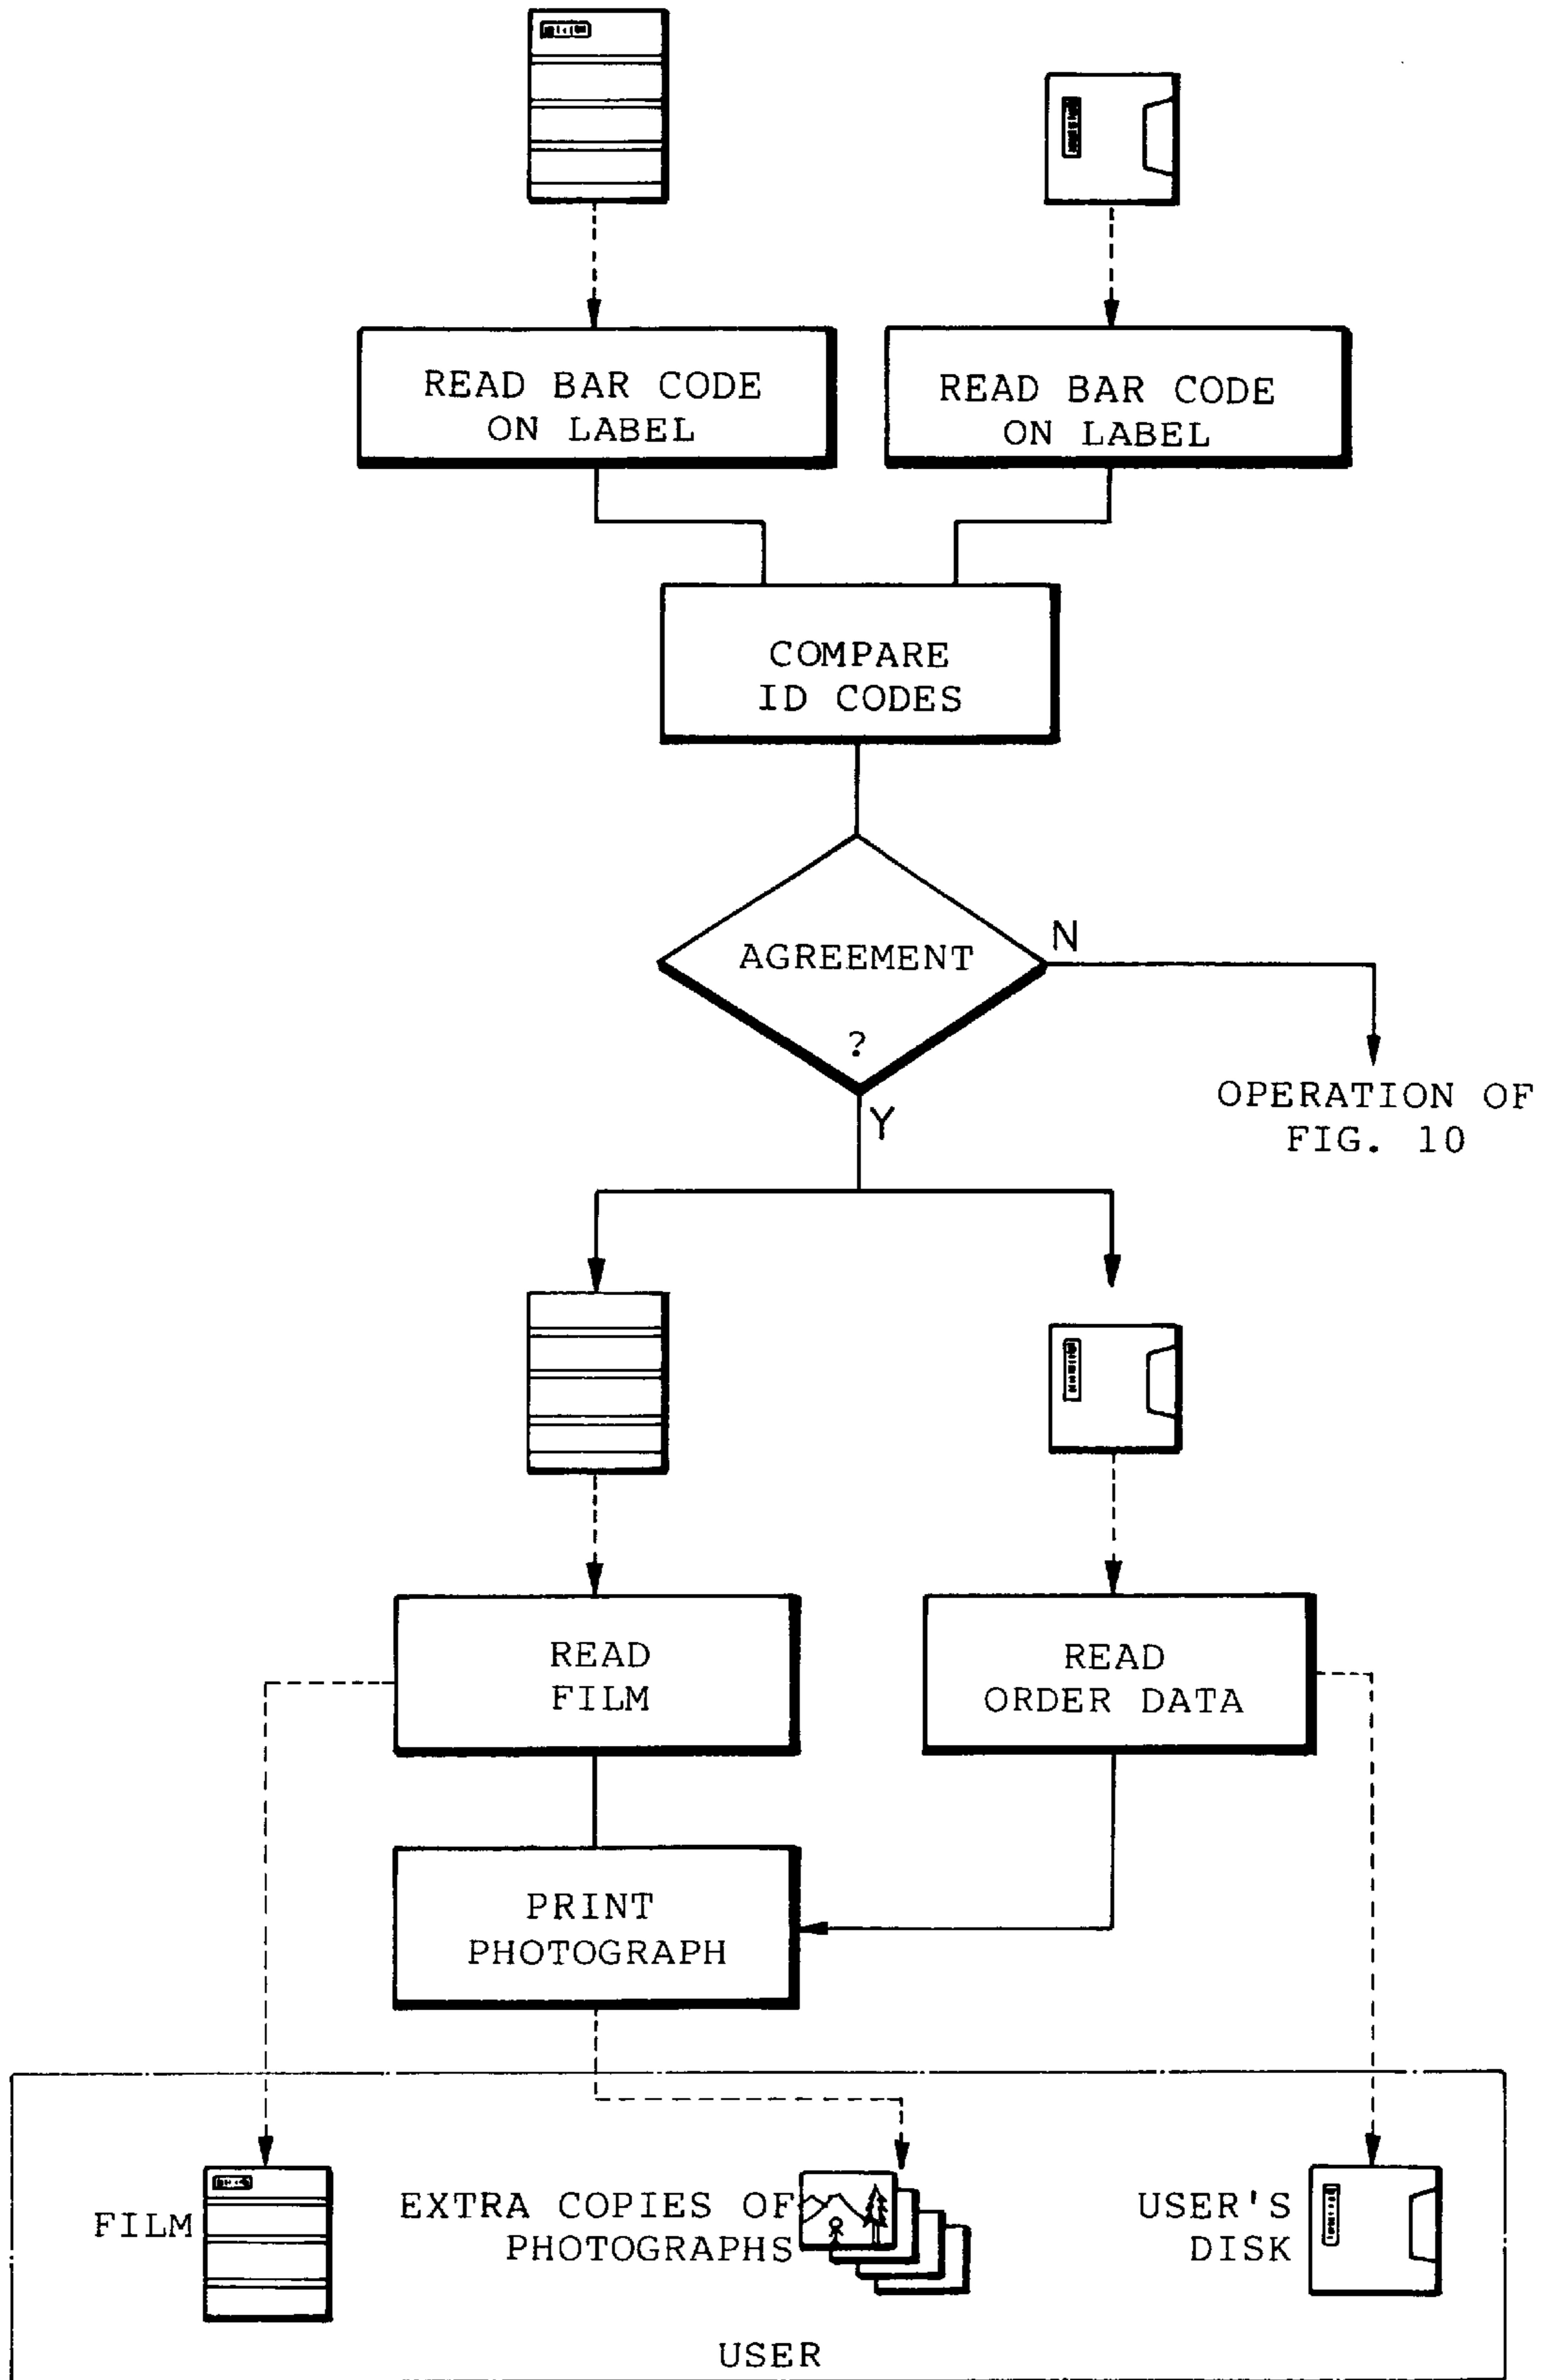 READ BAR CODE
ON LABEL
READ BAR CODE
ON LABEL
COMPARE
ID CODES
AGREEMENT
?
N
OPERATION OF
FIG. 10
Y
READ
FILM
READ
ORDER DATA
PRINT
PHOTOGRAPH
FILM
EXTRA COPIES OF
PHOTOGRAPHS
USER'S
DISK
USER